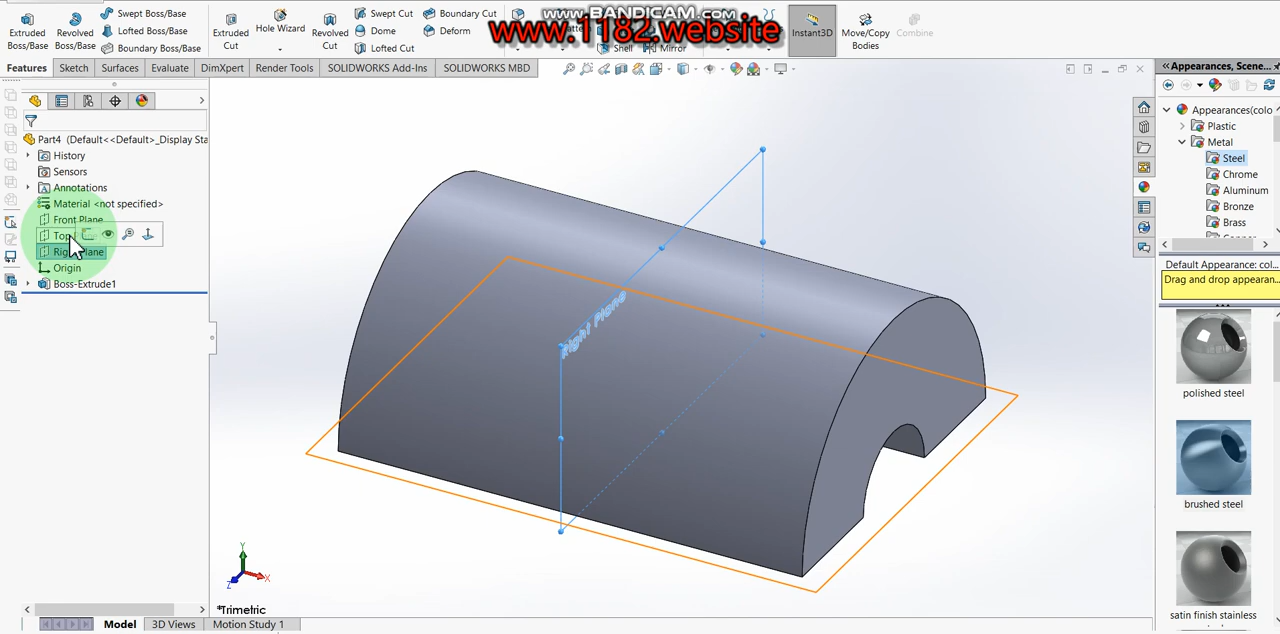 www.BANDICAM.com
www.1182.website
Extruded Boss/Base
Revolved Boss/Base
Swept Boss/Base
Lofted Boss/Base
Boundary Boss/Base
Extruded Cut
Hole Wizard
Revolved Cut
Swept Cut
Dome
Lofted Cut
Boundary Cut
Deform
Shell
Mirror
Instant3D
Move/Copy Bodies
Combine
Features
Sketch
Surfaces
Evaluate
DimXpert
Render Tools
SOLIDWORKS Add-Ins
SOLIDWORKS MBD
Part4 (Default<<Default>_Display Sta
History
Sensors
Annotations
Material <not specified>
Front Plane
Top
Right Plane
Origin
Boss-Extrude1
Right Plane
Y
X
Z
*Trimetric
Model
3D Views
Motion Study 1
Appearances, Scene...
Appearances(colo
Plastic
Metal
Steel
Chrome
Aluminum
Bronze
Brass
Default Appearance: col...
Drag and drop appearan...
polished steel
brushed steel
satin finish stainless